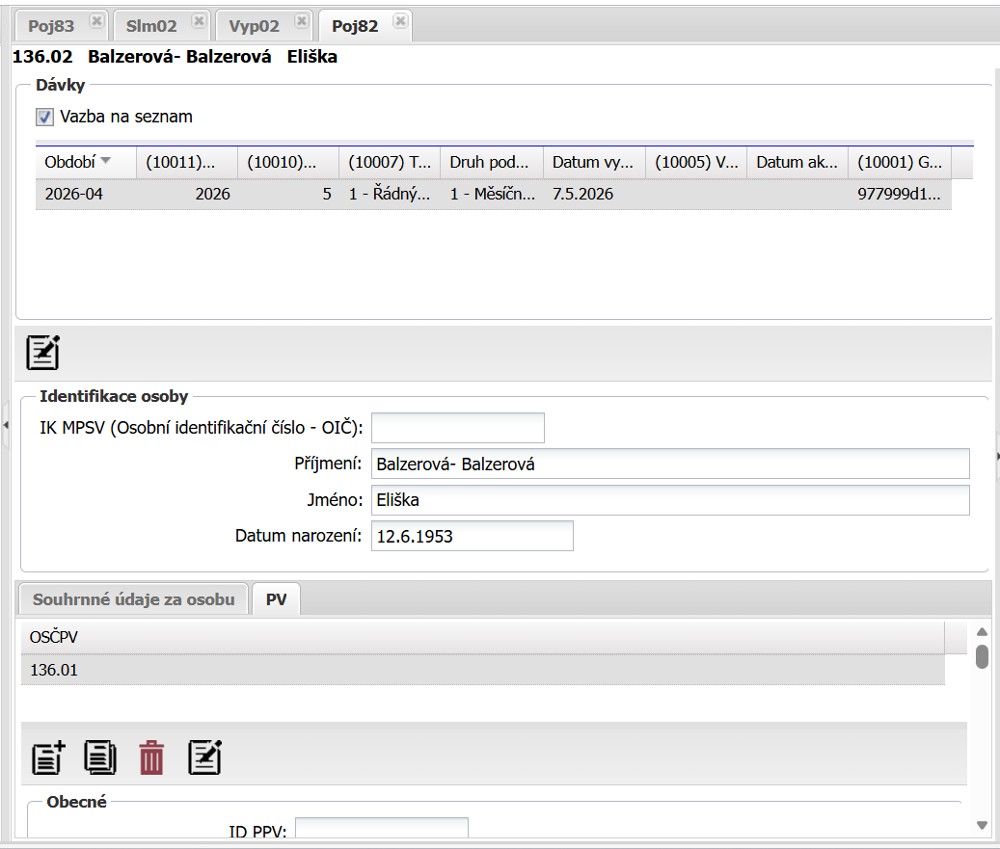 Poj83 Slm02 Vyp02 Poj82
136.02 Balzerová- Balzerová Eliška
Dávky
Vazba na seznam
Období (10011)... (10010)... (10007) T... Druh pod... Datum vy... (10005) V... Datum ak... (10001) G...
2026-04 2026 5 1 - Řádný... 1 - Měsíčn... 7.5.2026 977999d1...
Identifikace osoby
IK MPSV (Osobní identifikační číslo - OIČ):
Příjmení: Balzerová- Balzerová
Jméno: Eliška
Datum narození: 12.6.1953
Souhrnné údaje za osobu PV
OSČPV
136.01
Obecné
ID PPV: